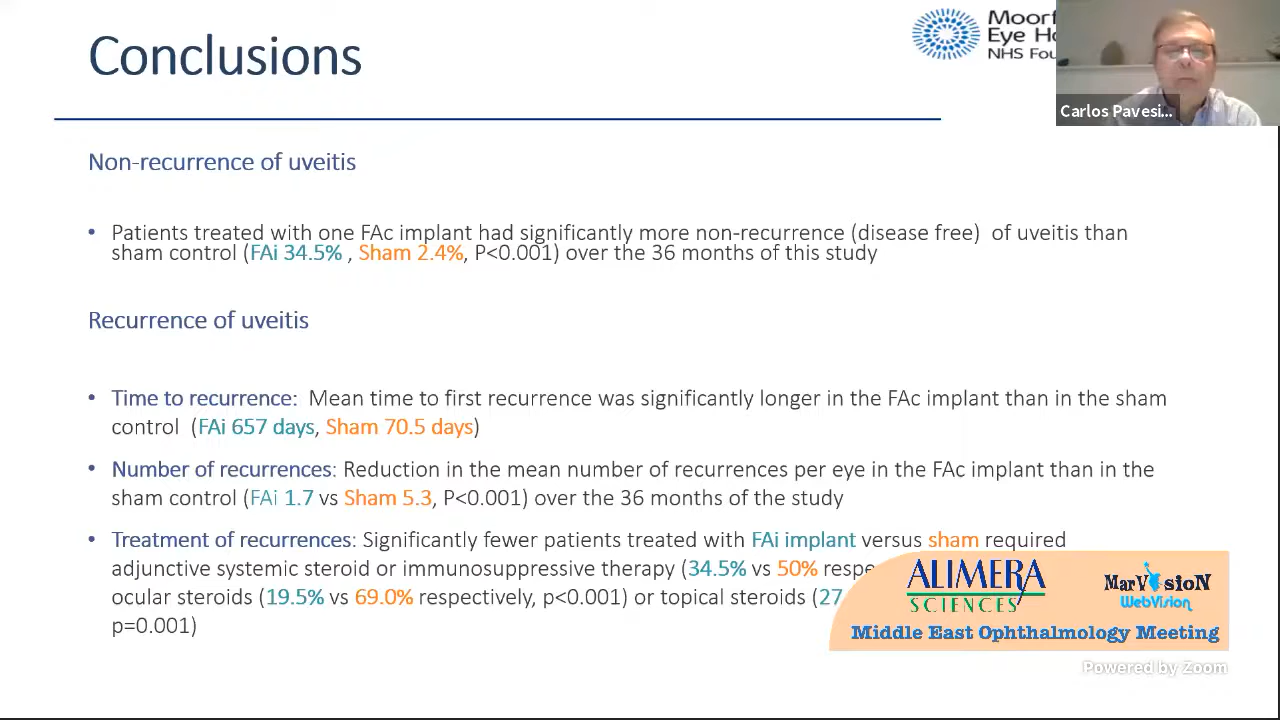 Conclusions
Moorf
Eye Ho
NHS Fou
Carlos Pavesi...
Non-recurrence of uveitis
• Patients treated with one FAc implant had significantly more non-recurrence (disease free) of uveitis than
sham control (FAi 34.5% , Sham 2.4%, P<0.001) over the 36 months of this study
Recurrence of uveitis
• Time to recurrence: Mean time to first recurrence was significantly longer in the FAc implant than in the sham
control (FAi 657 days, Sham 70.5 days)
• Number of recurrences: Reduction in the mean number of recurrences per eye in the FAc implant than in the
sham control (FAi 1.7 vs Sham 5.3, P<0.001) over the 36 months of the study
• Treatment of recurrences: Significantly fewer patients treated with FAi implant versus sham required
adjunctive systemic steroid or immunosuppressive therapy (34.5% vs 50% respe
ocular steroids (19.5% vs 69.0% respectively, p<0.001) or topical steroids (27
p=0.001)
ALIMERA
SCIENCES
MarVisioN
WebVision
Middle East Ophthalmology Meeting
Powered by Zoom